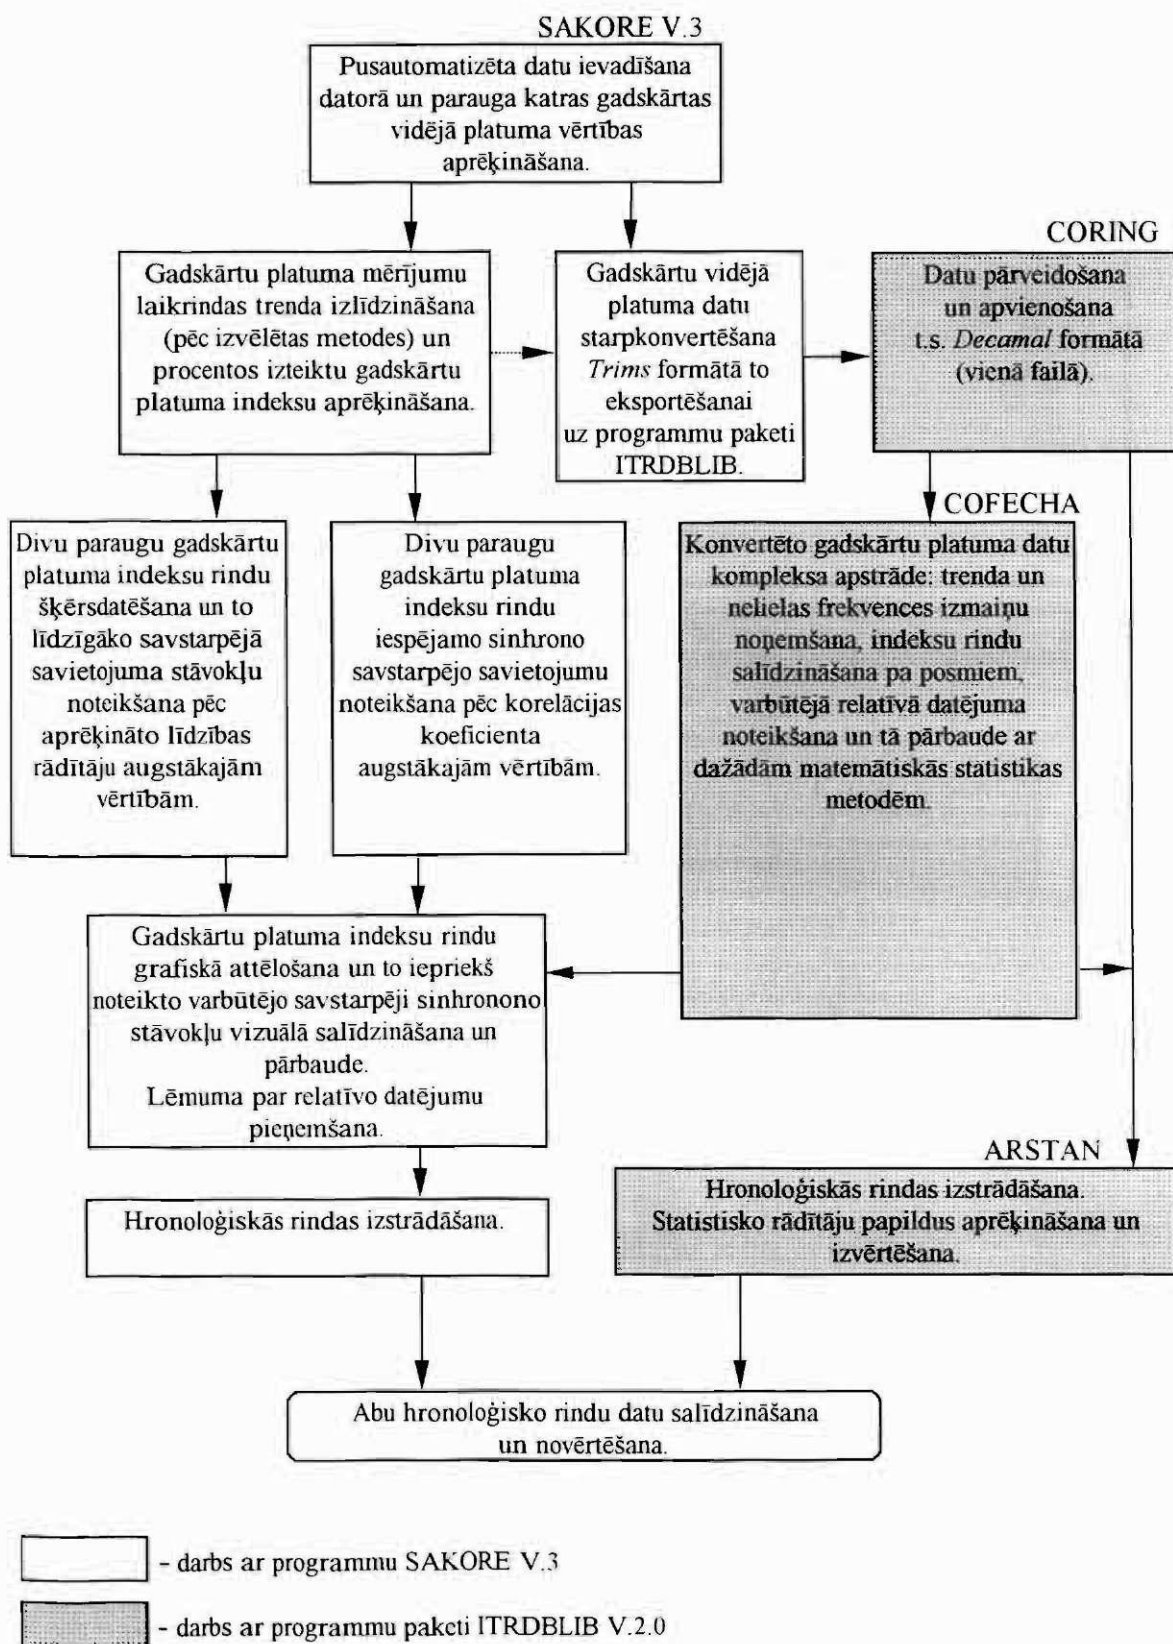 SAKORE V.3
Pusautomatizēta datu ievadīšana
datorā un parauga katras gadskārtas
vidējā platuma vērtības
aprēķināšana.
Gadskārtu platuma mērījumu
laikrindas trenda izlīdzināšana
(pēc izvēlētas metodes) un
procentos izteiktu gadskārtu
platuma indeksu aprēķināšana.
Gadskārtu vidējā
platuma datu
starpkonvertēšana
Trims formātā to
eksportēšanai
uz programmu paketi
ITRDBLIB.
CORING
Datu pārveidošana
un apvienošana
t.s. Decamal formātā
(vienā failā).
Divu paraugu gadskārtu
platuma indeksu rindu
šķērsdatēšana un to
līdzīgāko savstarpējā
savietojuma stāvokļu
noteikšana pēc
aprēķināto līdzības
rādītāju augstākajām
vērtībām.
Divu paraugu
gadskārtu platuma
indeksu rindu
iespējamo sinhrono
savstarpējo savietojumu
noteikšana pēc korelācijas
koeficienta
augstākajām vērtībām.
COFECHA
Konvertēto gadskārtu platuma datu
kompleksa apstrāde: trenda un
nelielas frekvences izmaiņu
noņemšana, indeksu rindu
salīdzināšana pa posmiem,
varbūtējā relatīvā datējuma
noteikšana un tā pārbaude ar
dažādām matemātiskās statistikas
metodēm.
Gadskārtu platuma indeksu rindu
grafiskā attēlošana un to iepriekš
noteikto varbūtējo savstarpēji sinhronono
stāvokļu vizuālā salīdzināšana un
pārbaude.
Lēmuma par relatīvo datējumu
pieņemšana.
Hronoloģiskās rindas izstrādāšana.
ARSTAN
Hronoloģiskās rindas izstrādāšana.
Statistisko rādītāju papildus aprēķināšana un
izvērtēšana.
Abu hronoloģisko rindu datu salīdzināšana
un novērtēšana.
- darbs ar programmu SAKORE V.3
- darbs ar programmu paketi ITRDBLIB V.2.0